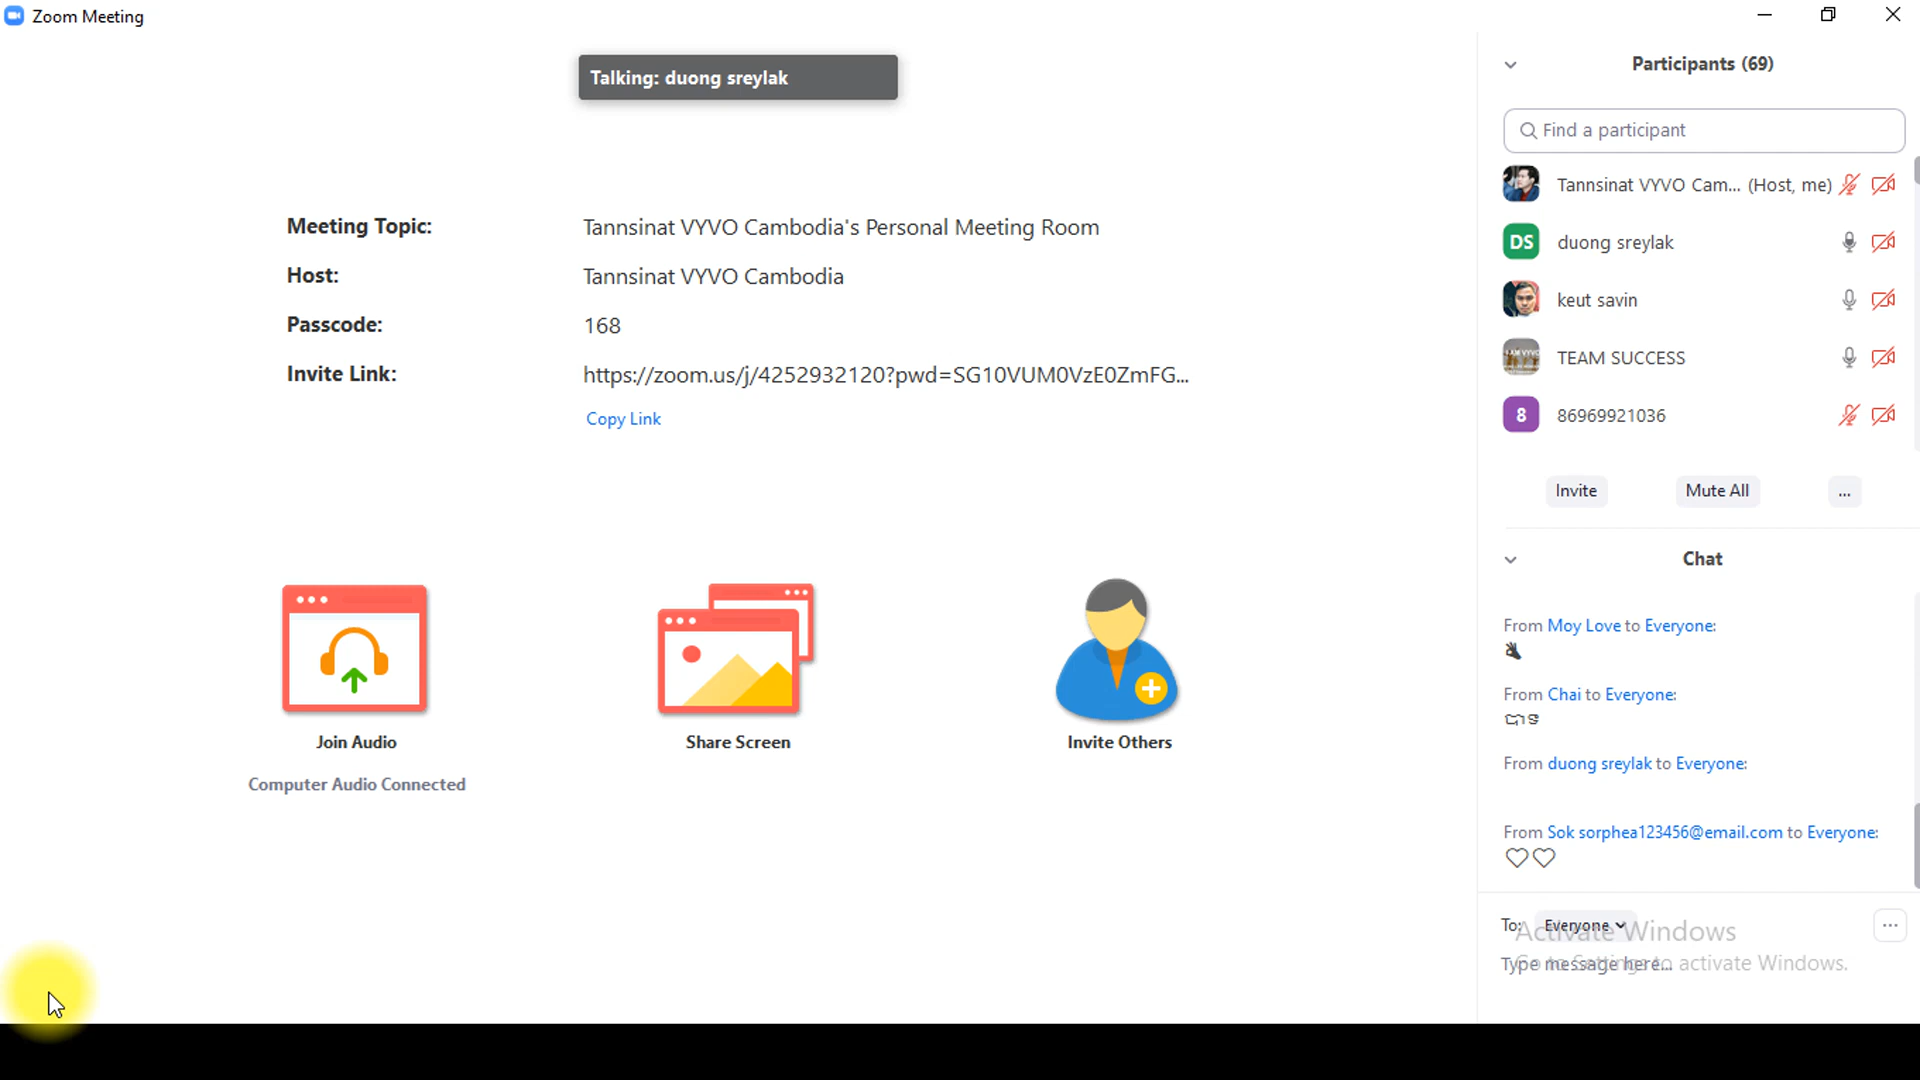 Zoom Meeting
Talking: duong sreylak
Meeting Topic: Tannsinat VYVO Cambodia's Personal Meeting Room
Host: Tannsinat VYVO Cambodia
Passcode: 168
Invite Link: https://zoom.us/j/4252932120?pwd=SG10VUM0VzE0ZmFG...
Copy Link
Join Audio
Computer Audio Connected
Share Screen
Invite Others
Participants (69)
Find a participant
Tannsinat VYVO Cam... (Host, me)
DS duong sreylak
keut savin
TEAM SUCCESS
8 86969921036
Invite Mute All ...
Chat
From Moy Love to Everyone:
From Chai to Everyone:
បាទ
From duong sreylak to Everyone:
From Sok sorphea123456@email.com to Everyone:
♡♡
To: Everyone
Type message here...
Activate Windows
Go to Settings to activate Windows.